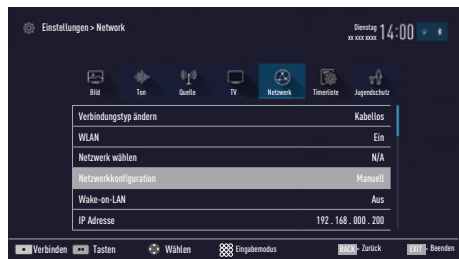 Einstellungen > Network
Dienstag 14:00
xx xxx xxxx
Bild Ton Quelle TV Netzwerk Timerliste Jugendschutz
Verbindungstyp ändern Kabellos
WLAN Ein
Netzwerk wählen N/A
Netzwerkkonfiguration Manuell
Wake-on-LAN Aus
IP Adresse 192 . 168 . 000 . 200
Verbinden Tasten Wählen Eingabemodus BACK - Zurück EXIT - Beenden